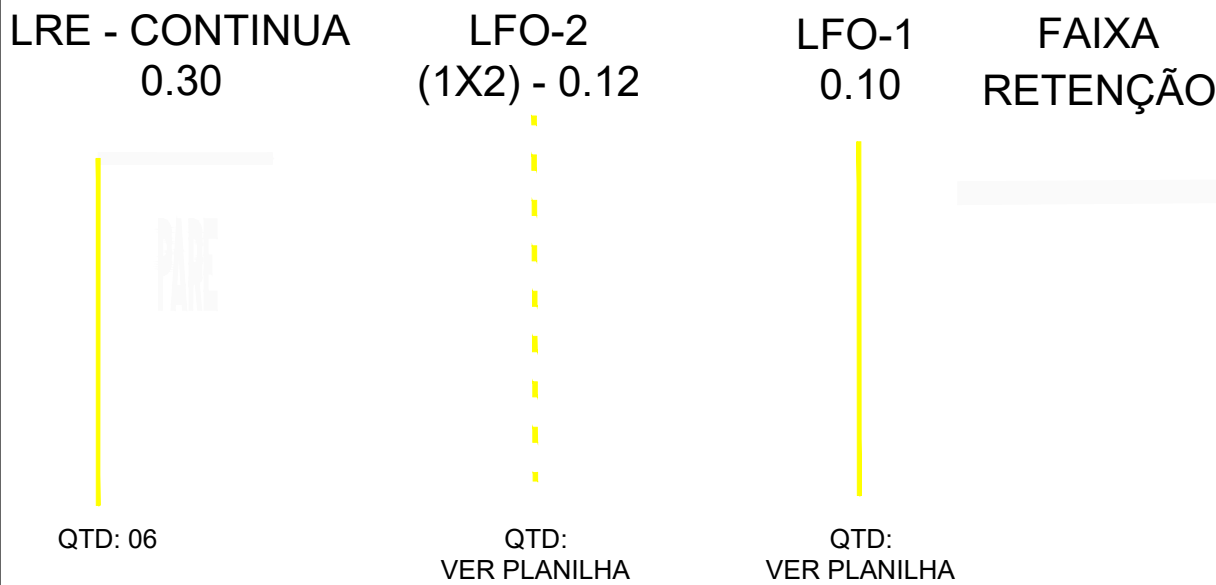 LRE - CONTINUA
0.30
LFO-2
(1X2) - 0.12
LFO-1
0.10
FAIXA
RETENÇÃO
PARE
QTD: 06
QTD:
VER PLANILHA
QTD:
VER PLANILHA